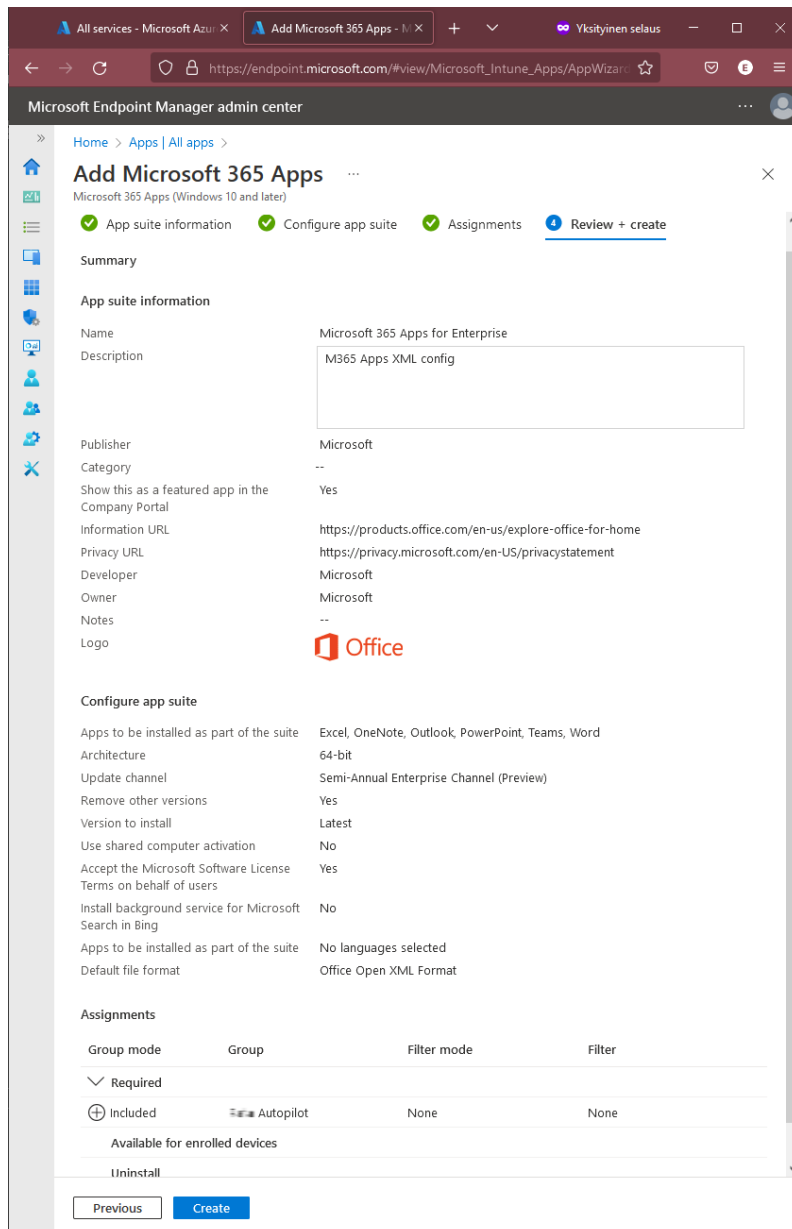 All services - Microsoft Azur
Add Microsoft 365 Apps - M
Yksityinen selaus
https://endpoint.microsoft.com/#view/Microsoft_Intune_Apps/AppWizard
E
Microsoft Endpoint Manager admin center
Home > Apps | All apps >
Add Microsoft 365 Apps ...
Microsoft 365 Apps (Windows 10 and later)
App suite information Configure app suite Assignments 4 Review + create
Summary
App suite information
Name Microsoft 365 Apps for Enterprise
Description M365 Apps XML config
Publisher Microsoft
Category --
Show this as a featured app in the Yes
Company Portal
Information URL https://products.office.com/en-us/explore-office-for-home
Privacy URL https://privacy.microsoft.com/en-US/privacystatement
Developer Microsoft
Owner Microsoft
Notes --
Logo Office
Configure app suite
Apps to be installed as part of the suite Excel, OneNote, Outlook, PowerPoint, Teams, Word
Architecture 64-bit
Update channel Semi-Annual Enterprise Channel (Preview)
Remove other versions Yes
Version to install Latest
Use shared computer activation No
Accept the Microsoft Software License Yes
Terms on behalf of users
Install background service for Microsoft No
Search in Bing
Apps to be installed as part of the suite No languages selected
Default file format Office Open XML Format
Assignments
Group mode Group Filter mode Filter
Required
Included Autopilot None None
Available for enrolled devices
Uninstall
Previous Create